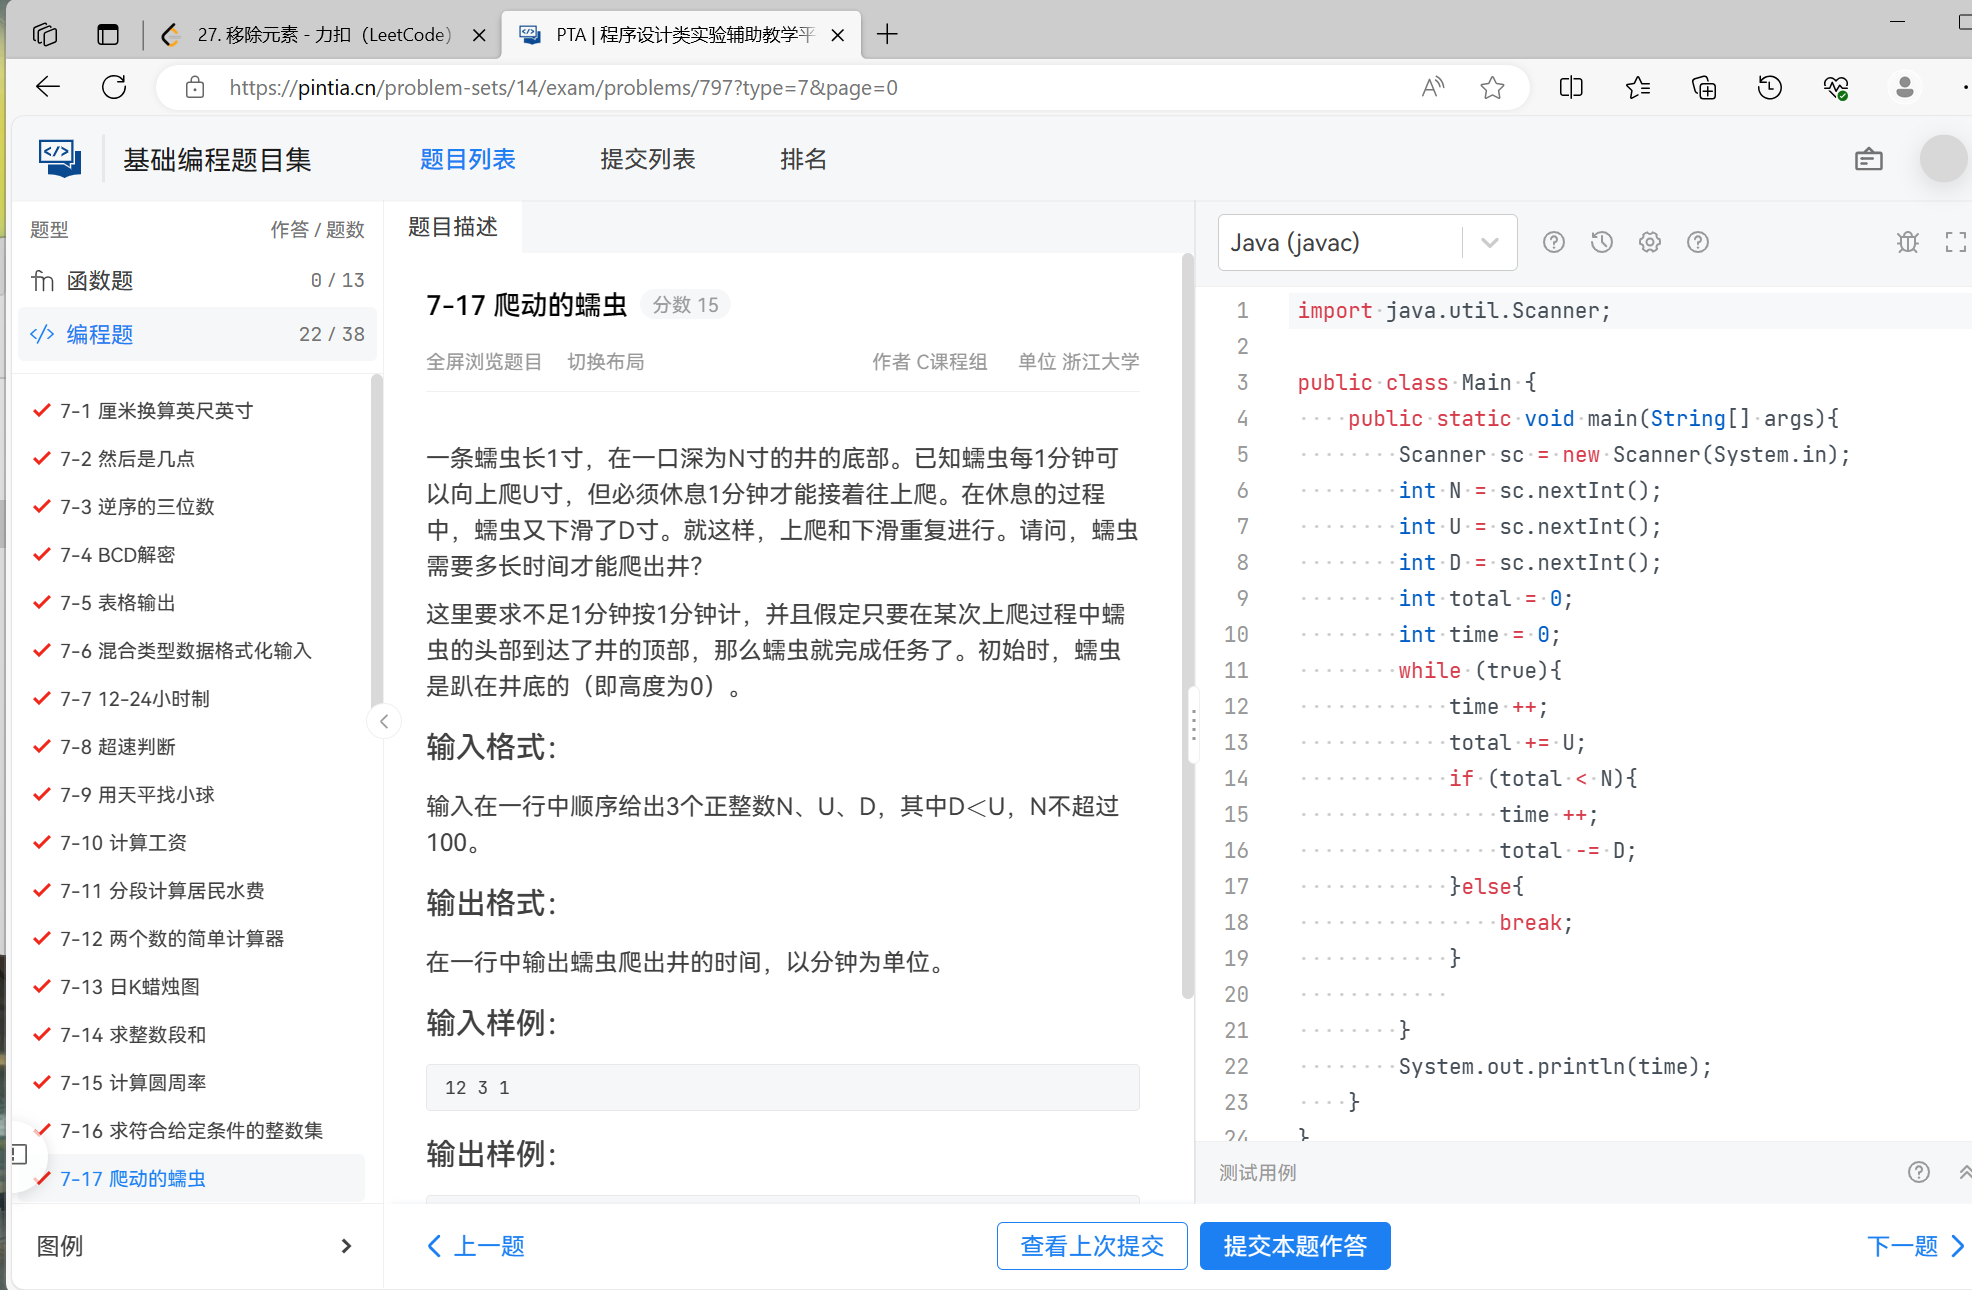 27. 移除元素 - 力扣（LeetCode）
PTA | 程序设计类实验辅助教学平
https://pintia.cn/problem-sets/14/exam/problems/797?type=7&page=0
基础编程题目集
题目列表
提交列表
排名
题型
作答 / 题数
函数题
0 / 13
编程题
22 / 38
7-1 厘米换算英尺英寸
7-2 然后是几点
7-3 逆序的三位数
7-4 BCD解密
7-5 表格输出
7-6 混合类型数据格式化输入
7-7 12-24小时制
7-8 超速判断
7-9 用天平找小球
7-10 计算工资
7-11 分段计算居民水费
7-12 两个数的简单计算器
7-13 日K蜡烛图
7-14 求整数段和
7-15 计算圆周率
7-16 求符合给定条件的整数集
7-17 爬动的蠕虫
图例
题目描述
7-17 爬动的蠕虫
分数 15
全屏浏览题目
切换布局
作者 C课程组
单位 浙江大学
一条蠕虫长1寸，在一口深为N寸的井的底部。已知蠕虫每1分钟可
以向上爬U寸，但必须休息1分钟才能接着往上爬。在休息的过程
中，蠕虫又下滑了D寸。就这样，上爬和下滑重复进行。请问，蠕虫
需要多长时间才能爬出井？
这里要求不足1分钟按1分钟计，并且假定只要在某次上爬过程中蠕
虫的头部到达了井的顶部，那么蠕虫就完成任务了。初始时，蠕虫
是趴在井底的（即高度为0）。
输入格式：
输入在一行中顺序给出3个正整数N、U、D，其中D<U，N不超过
100。
输出格式：
在一行中输出蠕虫爬出井的时间，以分钟为单位。
输入样例：
12 3 1
输出样例：
上一题
查看上次提交
提交本题作答
下一题
Java (javac)
1 import java.util.Scanner;
2
3 public class Main {
4     public static void main(String[] args){
5         Scanner sc = new Scanner(System.in);
6         int N = sc.nextInt();
7         int U = sc.nextInt();
8         int D = sc.nextInt();
9         int total = 0;
10         int time = 0;
11         while (true){
12             time ++;
13             total += U;
14             if (total < N){
15                 time ++;
16                 total -= D;
17             }else{
18                 break;
19             }
20
21         }
22         System.out.println(time);
23     }
24 }
测试用例